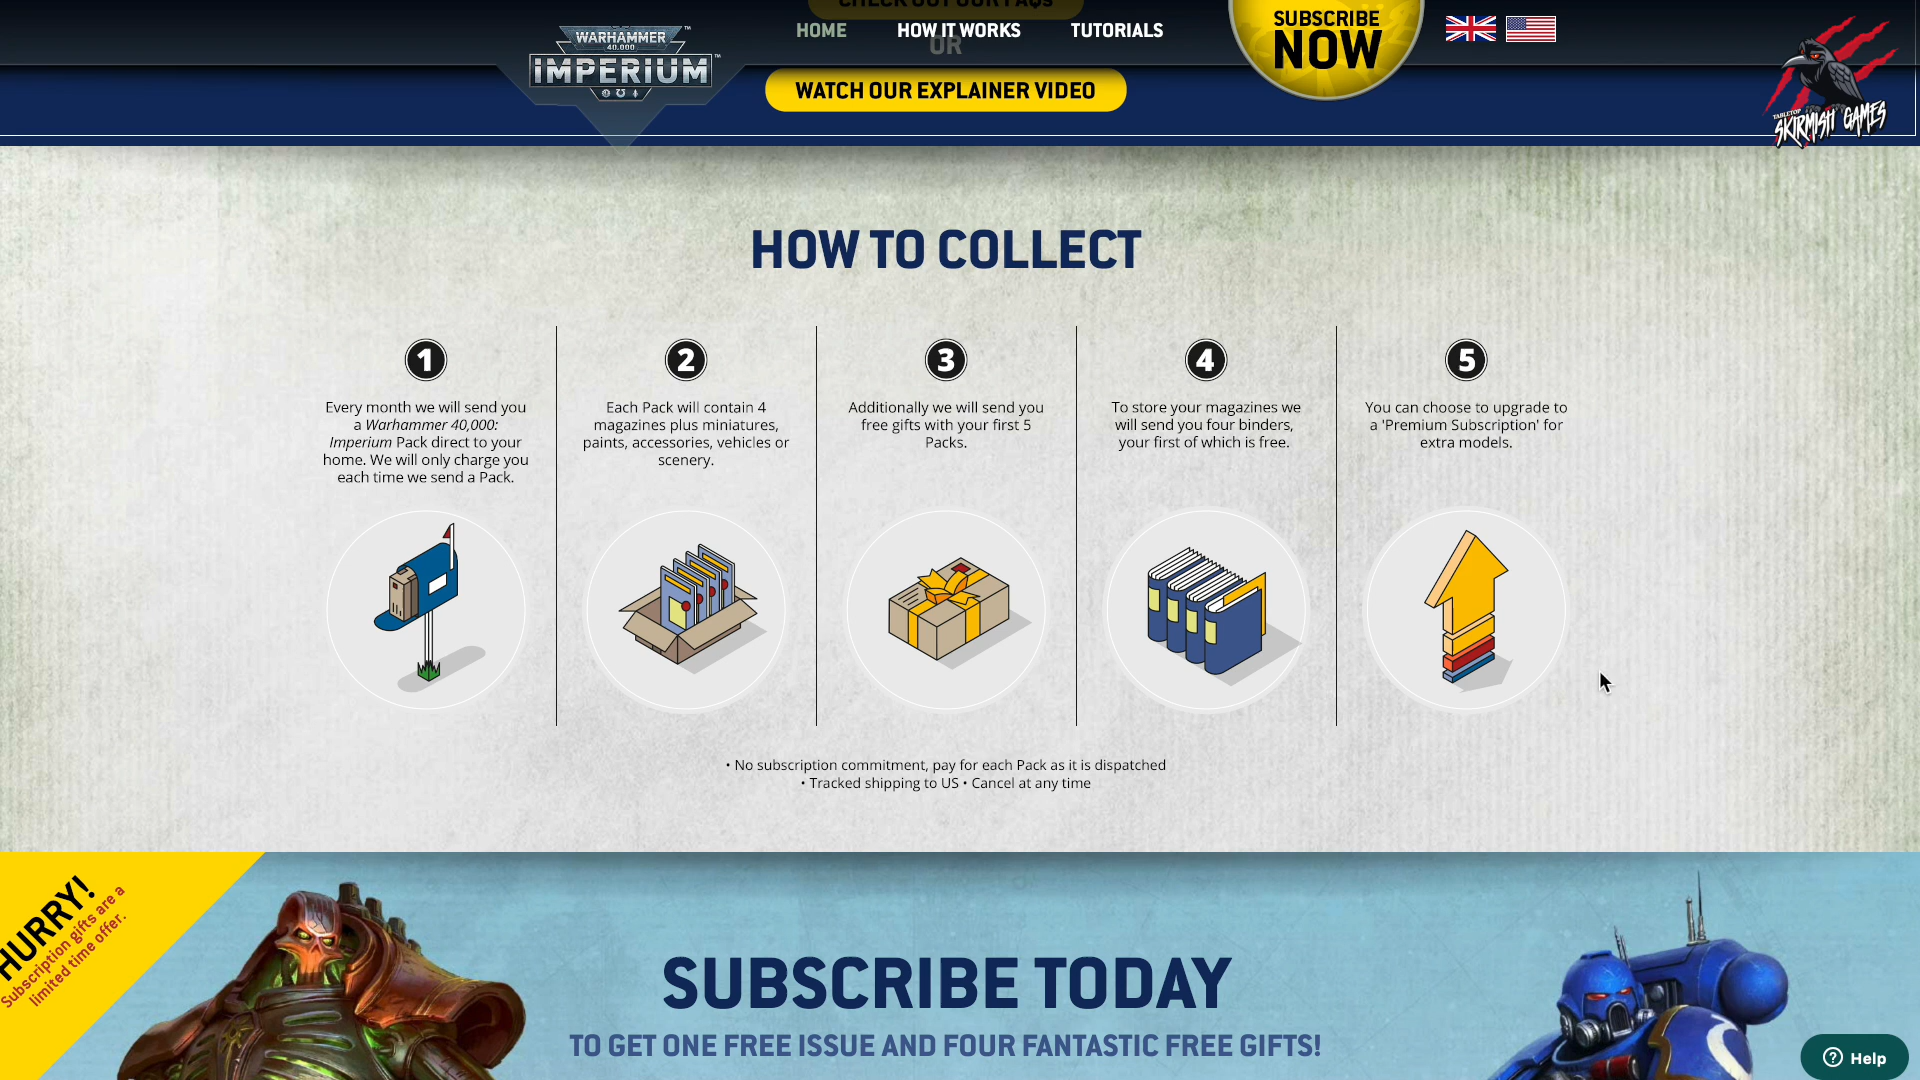 CHECK OUT OUR FAQs
WARHAMMER
40,000
IMPERIUM
HOME
HOW IT WORKS
TUTORIALS
OR
SUBSCRIBE
NOW
WATCH OUR EXPLAINER VIDEO
TABLETOP
SKIRMISH GAMES
HOW TO COLLECT
1
Every month we will send you
a Warhammer 40,000:
Imperium Pack direct to your
home. We will only charge you
each time we send a Pack.
2
Each Pack will contain 4
magazines plus miniatures,
paints, accessories, vehicles or
scenery.
3
Additionally we will send you
free gifts with your first 5
Packs.
4
To store your magazines we
will send you four binders,
your first of which is free.
5
You can choose to upgrade to
a 'Premium Subscription' for
extra models.
• No subscription commitment, pay for each Pack as it is dispatched
• Tracked shipping to US • Cancel at any time
HURRY!
Subscription gifts are a
limited time offer.
SUBSCRIBE TODAY
TO GET ONE FREE ISSUE AND FOUR FANTASTIC FREE GIFTS!
? Help